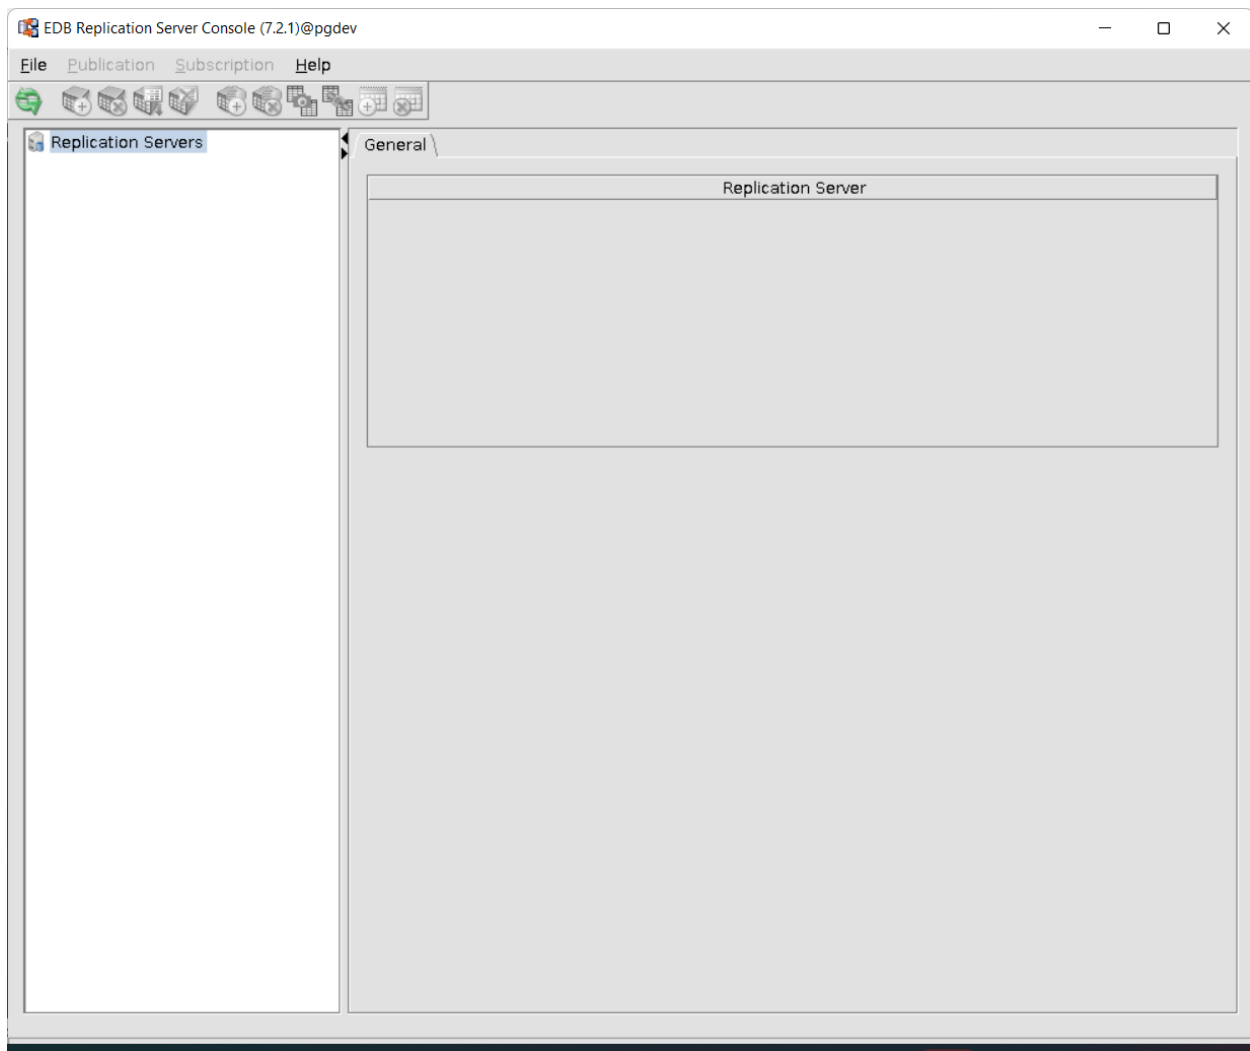 EDB Replication Server Console (7.2.1)@pgdev
File Publication Subscription Help
Replication Servers
General
Replication Server